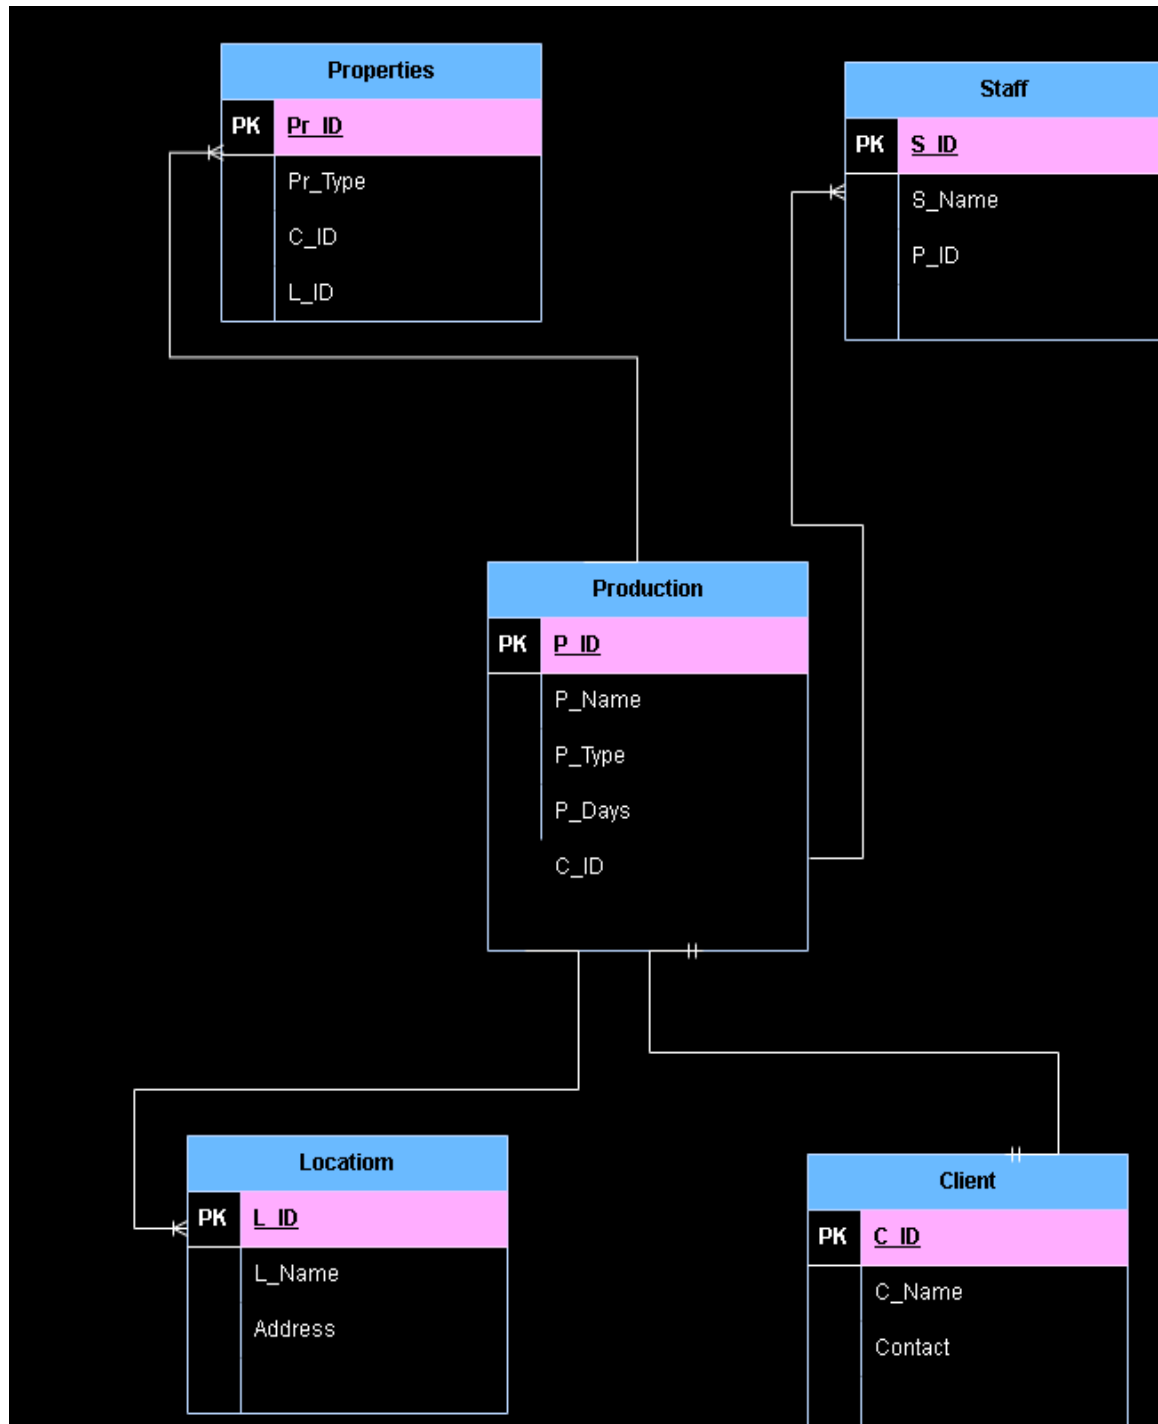 Properties
PK Pr_ID
Pr_Type
C_ID
L_ID
Staff
PK S_ID
S_Name
P_ID
Production
PK P_ID
P_Name
P_Type
P_Days
C_ID
Locatiom
PK L_ID
L_Name
Address
Client
PK C_ID
C_Name
Contact